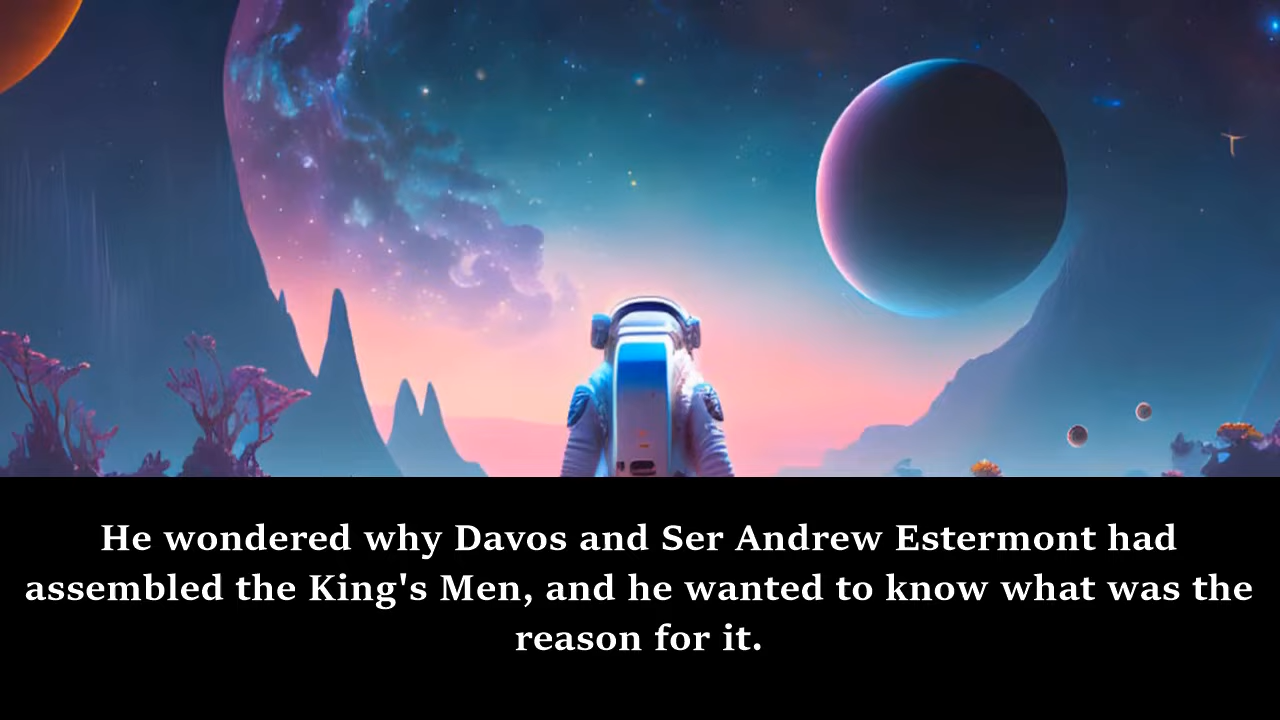 He wondered why Davos and Ser Andrew Estermont had
assembled the King's Men, and he wanted to know what was the
reason for it.